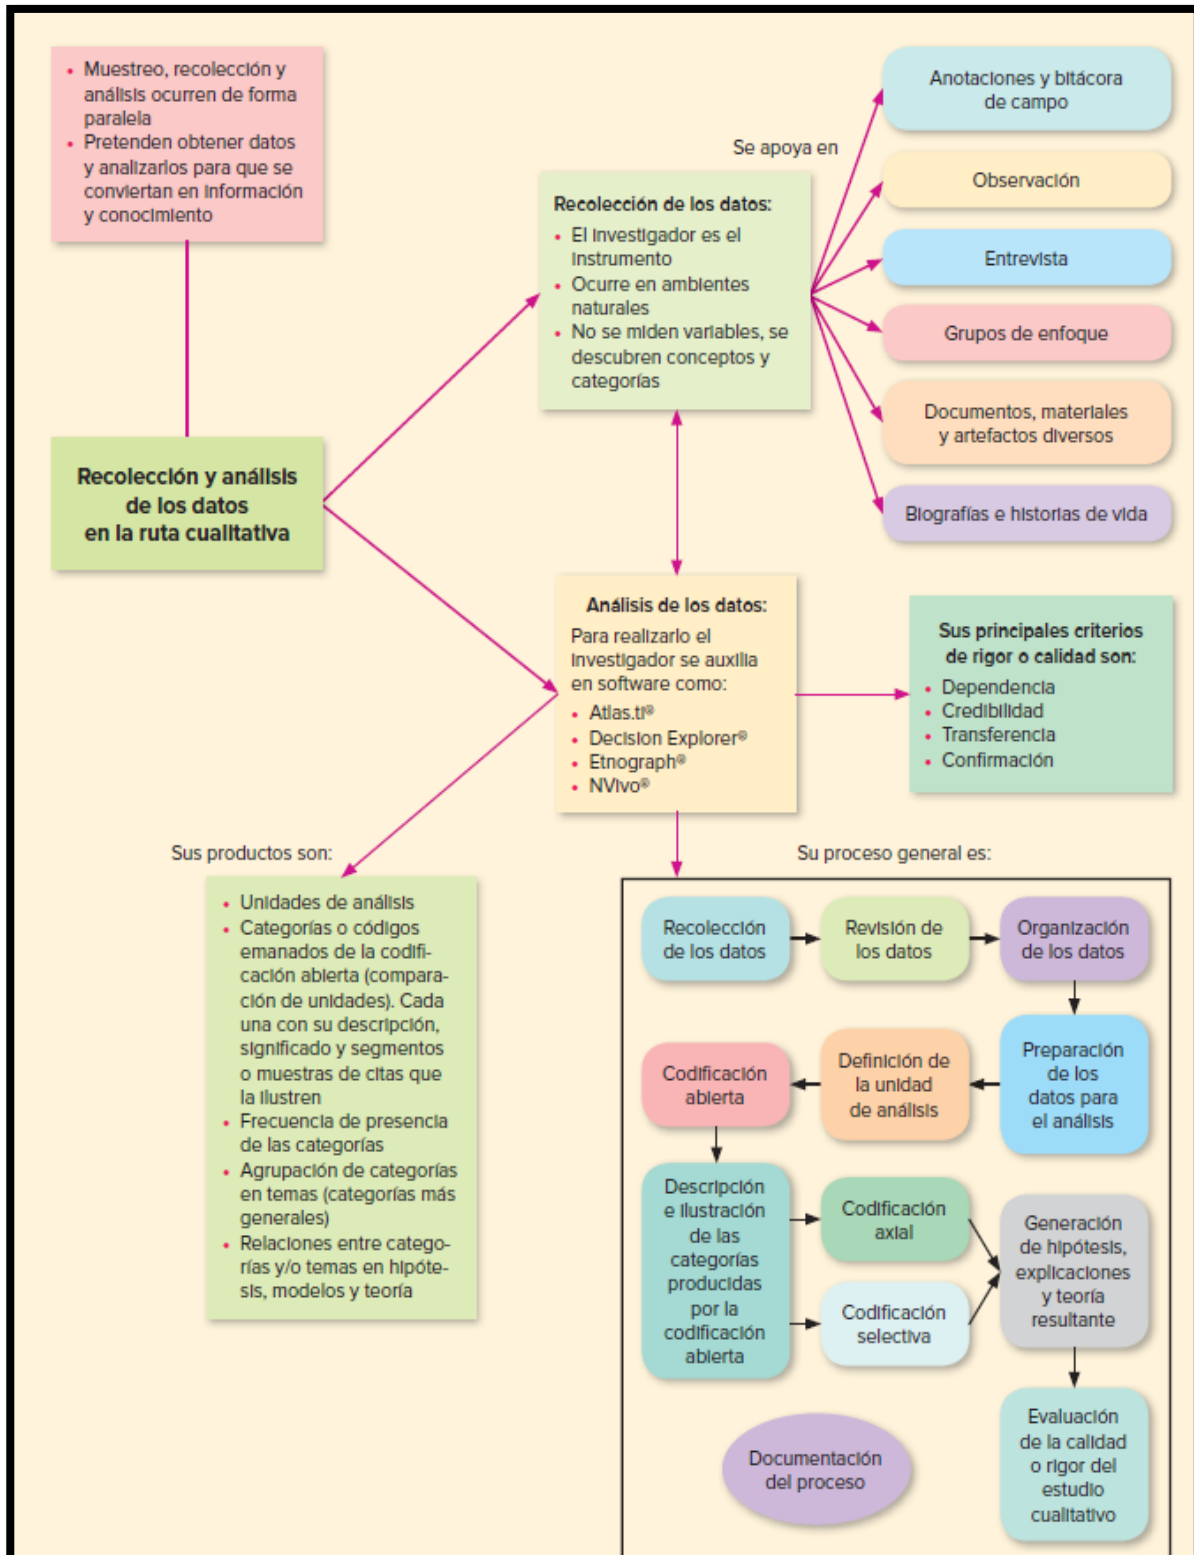 • Muestreo, recolección y
análisis ocurren de forma
paralela
• Pretenden obtener datos
y analizarlos para que se
conviertan en información
y conocimiento
Recolección y análisis
de los datos
en la ruta cualitativa
Se apoya en
Recolección de los datos:
• El investigador es el
instrumento
• Ocurre en ambientes
naturales
• No se miden variables, se
descubren conceptos y
categorías
Anotaciones y bitácora
de campo
Observación
Entrevista
Grupos de enfoque
Documentos, materiales
y artefactos diversos
Biografías e historias de vida
Análisis de los datos:
Para realizarlo el
investigador se auxilia
en software como:
• Atlas.ti®
• Decision Explorer®
• Etnograph®
• NVivo®
Sus principales criterios
de rigor o calidad son:
• Dependencia
• Credibilidad
• Transferencia
• Confirmación
Sus productos son:
• Unidades de análisis
• Categorías o códigos
emanados de la codifi-
cación abierta (compara-
ción de unidades). Cada
una con su descripción,
significado y segmentos
o muestras de citas que
la ilustren
• Frecuencia de presencia
de las categorías
• Agrupación de categorías
en temas (categorías más
generales)
• Relaciones entre catego-
rías y/o temas en hipóte-
sis, modelos y teoría
Su proceso general es:
Recolección
de los datos
Revisión de
los datos
Organización
de los datos
Preparación
de los
datos para
el análisis
Definición de
la unidad
de análisis
Codificación
abierta
Descripción
e ilustración
de las
categorías
producidas
por la
codificación
abierta
Codificación
axial
Codificación
selectiva
Generación
de hipótesis,
explicaciones
y teoría
resultante
Evaluación
de la calidad
o rigor del
estudio
cualitativo
Documentación
del proceso